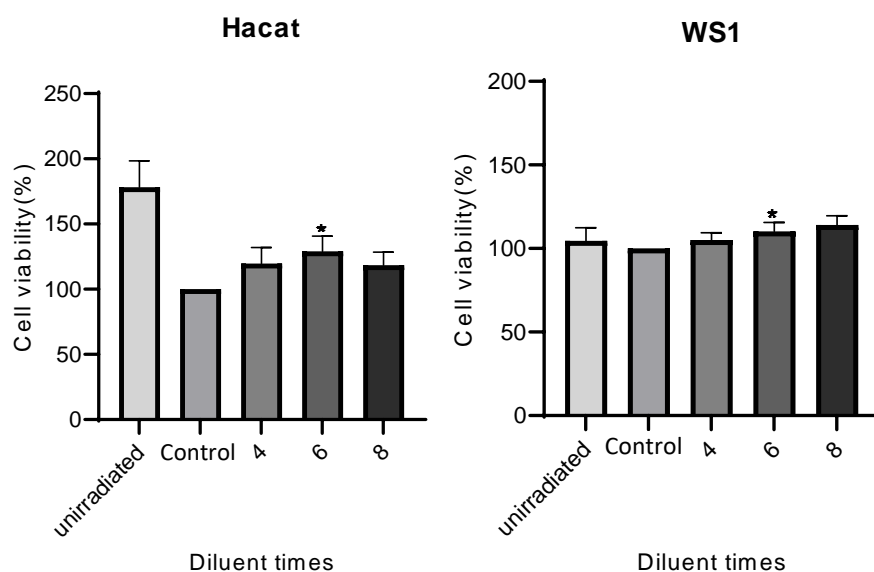 Hacat
250
200
150
100
50
0
Cell viability(%)
*
unirradiated
Control
4
6
8
Diluent times
WS1
200
150
100
50
0
Cell viability(%)
*
unirradiated
Control
4
6
8
Diluent times